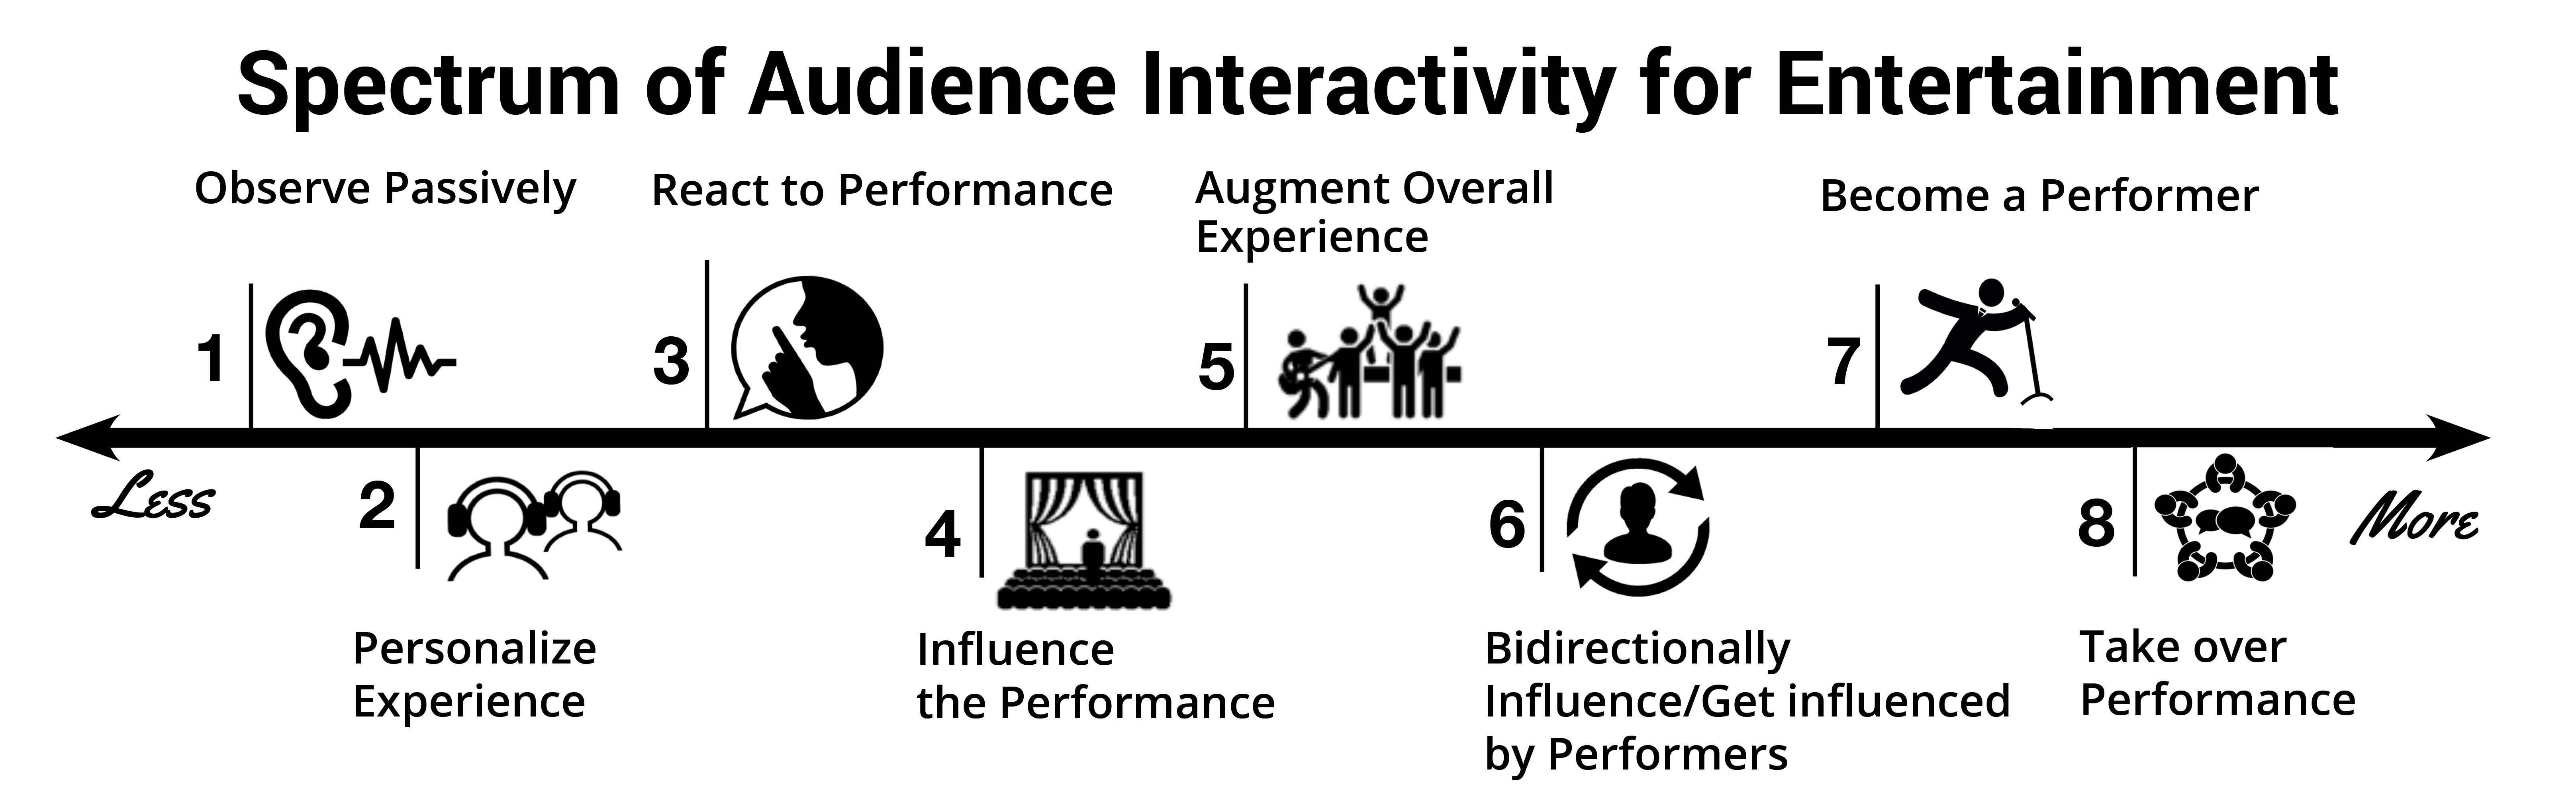 Spectrum of Audience Interactivity for Entertainment
Observe Passively
1
Personalize
Experience
2
React to Performance
3
Influence
the Performance
4
Augment Overall
Experience
5
Bidirectionally
Influence/Get influenced
by Performers
6
Become a Performer
7
Take over
Performance
8
Less
More